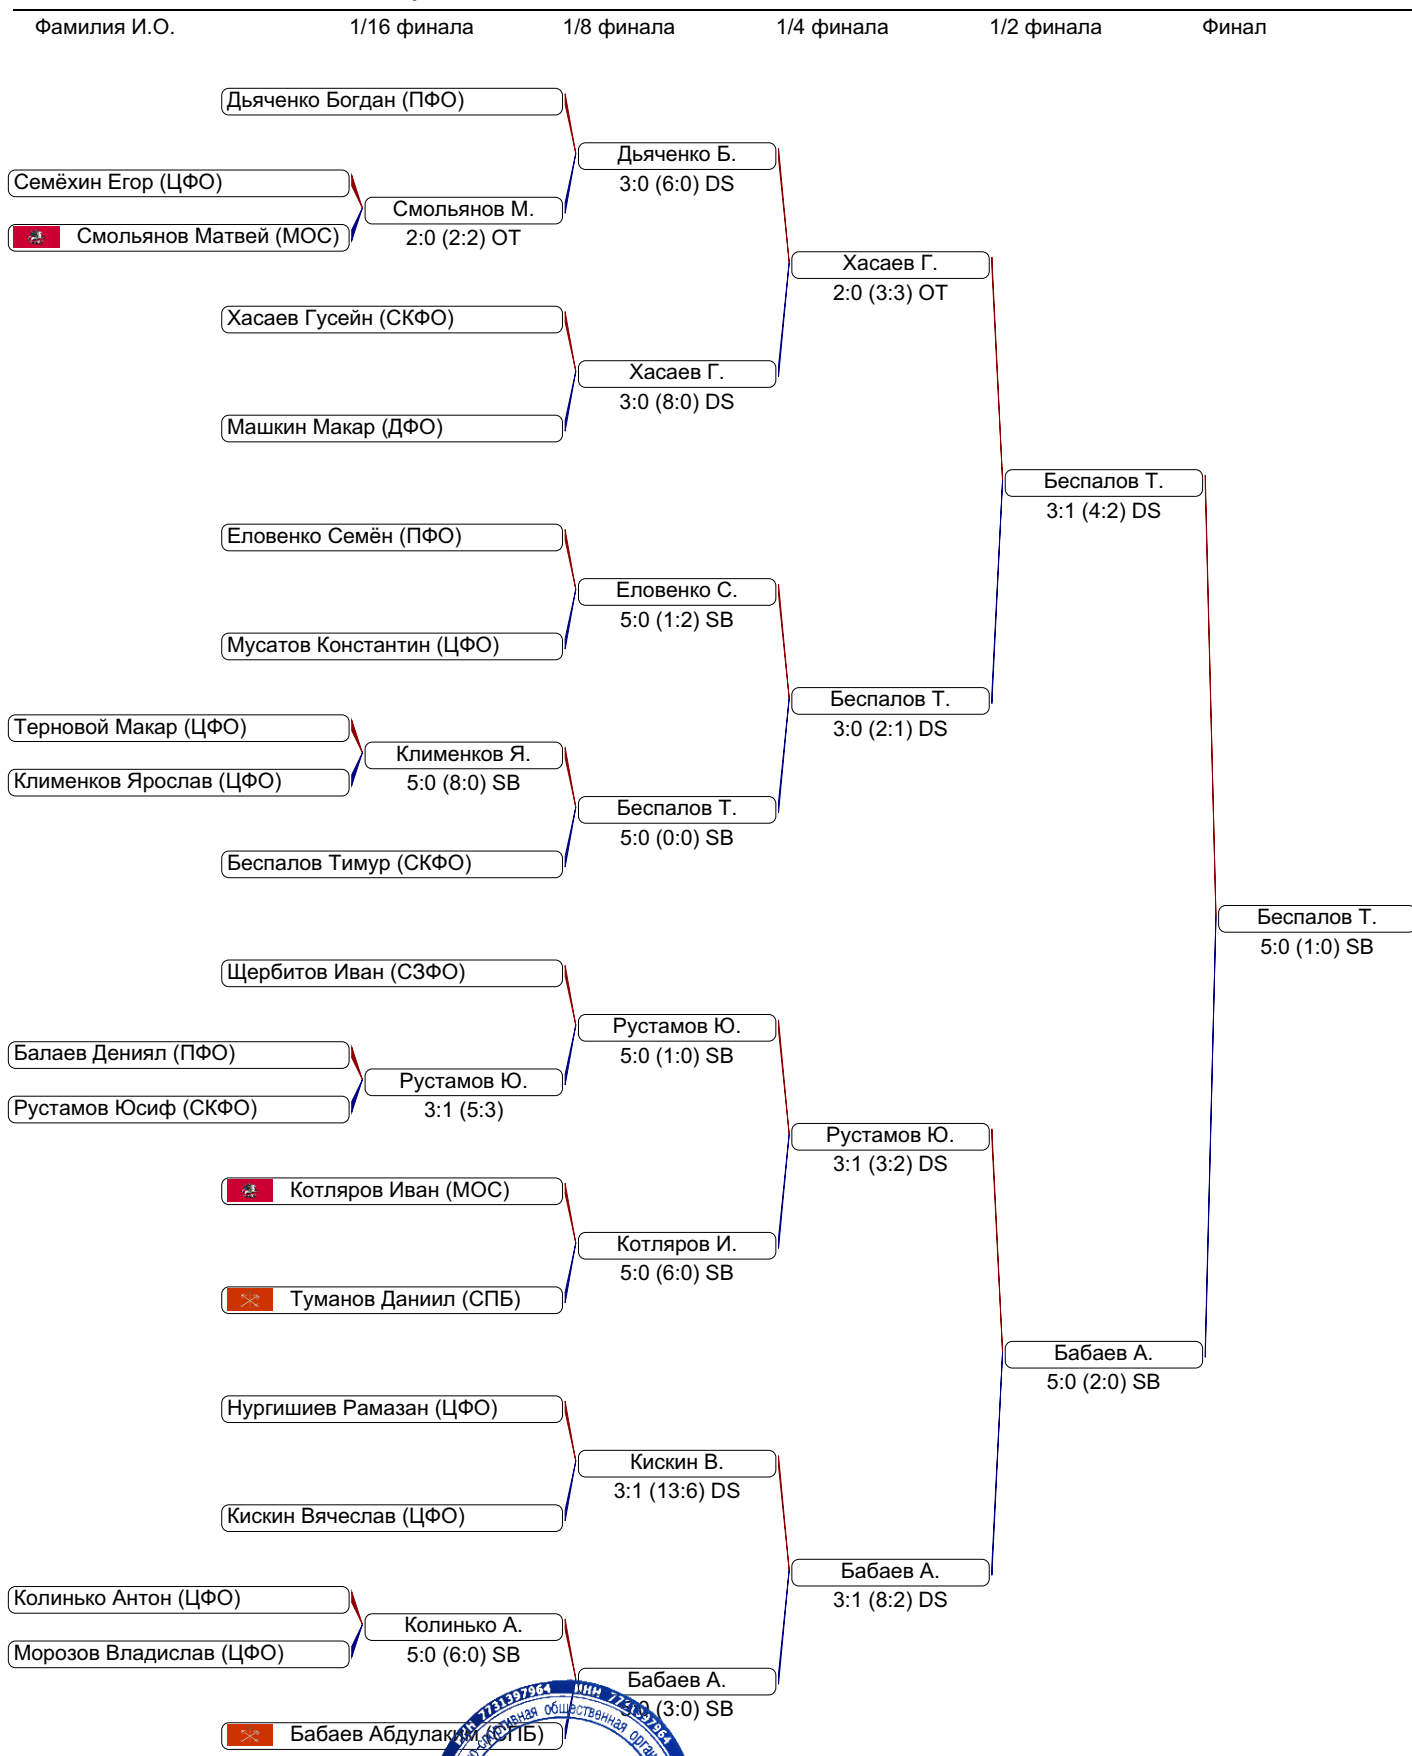 Фамилия И.О. 1/16 финала 1/8 финала 1/4 финала 1/2 финала Финал
Дьяченко Богдан (ПФО)
Дьяченко Б.
3:0 (6:0) DS
Семёхин Егор (ЦФО)
Смольянов М.
2:0 (2:2) OT
Смольянов Матвей (МОС)
Хасаев Г.
2:0 (3:3) OT
Хасаев Гусейн (СКФО)
Хасаев Г.
3:0 (8:0) DS
Машкин Макар (ДФО)
Беспалов Т.
3:1 (4:2) DS
Еловенко Семён (ПФО)
Еловенко С.
5:0 (1:2) SB
Мусатов Константин (ЦФО)
Беспалов Т.
3:0 (2:1) DS
Терновой Макар (ЦФО)
Клименков Я.
5:0 (8:0) SB
Клименков Ярослав (ЦФО)
Беспалов Т.
5:0 (0:0) SB
Беспалов Тимур (СКФО)
Беспалов Т.
5:0 (1:0) SB
Щербитов Иван (СЗФО)
Рустамов Ю.
5:0 (1:0) SB
Балаев Дениял (ПФО)
Рустамов Ю.
3:1 (5:3)
Рустамов Юсиф (СКФО)
Рустамов Ю.
3:1 (3:2) DS
Котляров Иван (МОС)
Котляров И.
5:0 (6:0) SB
Туманов Даниил (СПБ)
Бабаев А.
5:0 (2:0) SB
Нургишиев Рамазан (ЦФО)
Кискин В.
3:1 (13:6) DS
Кискин Вячеслав (ЦФО)
Бабаев А.
3:1 (8:2) DS
Колинько Антон (ЦФО)
Колинько А.
5:0 (6:0) SB
Морозов Владислав (ЦФО)
Бабаев А.
(3:0) SB
Бабаев Абдулаким (СПБ)
7731397964 ИНН 7731397964
общественная